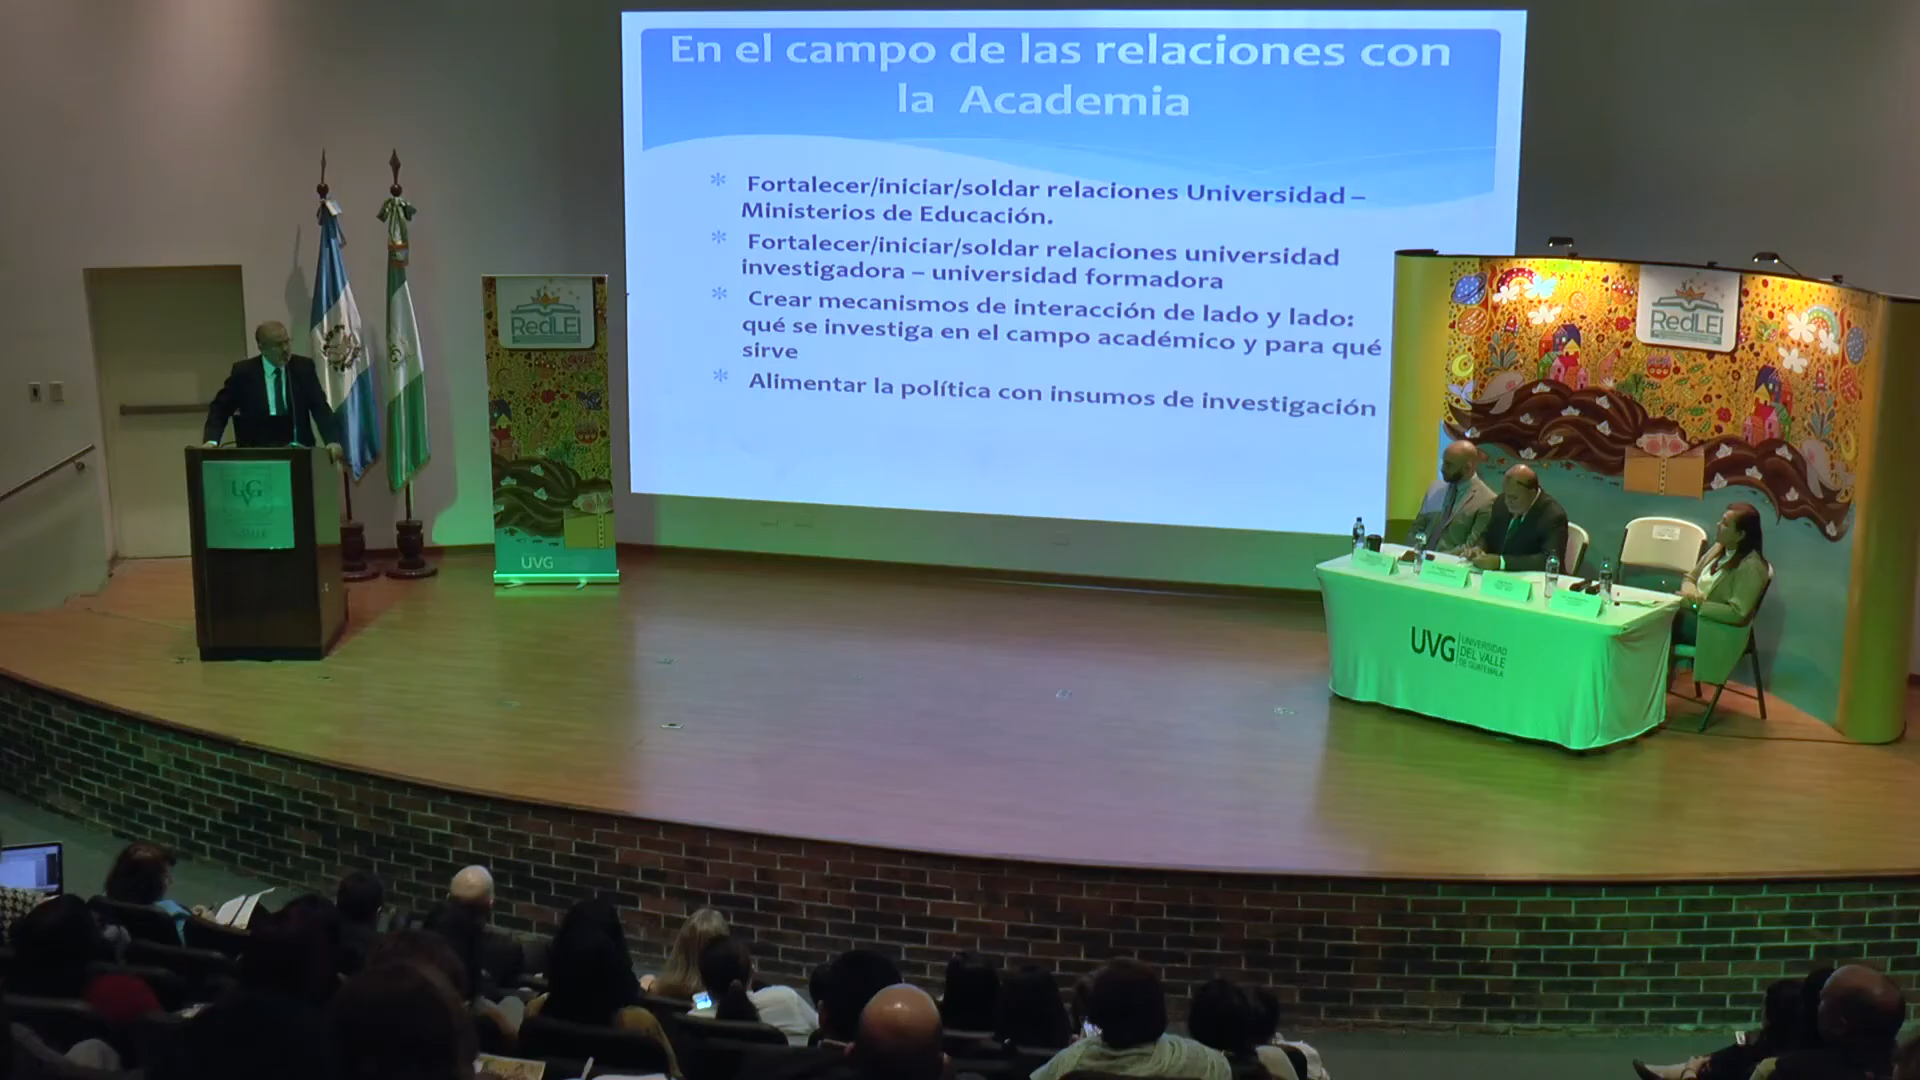 En el campo de las relaciones con
la Academia
* Fortalecer/iniciar/soldar relaciones Universidad –
Ministerios de Educación.
* Fortalecer/iniciar/soldar relaciones universidad
investigadora – universidad formadora
* Crear mecanismos de interacción de lado y lado:
qué se investiga en el campo académico y para qué
sirve
* Alimentar la política con insumos de investigación
RedLEI
UVG
RedLEI
UVG
UNIVERSIDAD
DEL VALLE
DE GUATEMALA
UVG